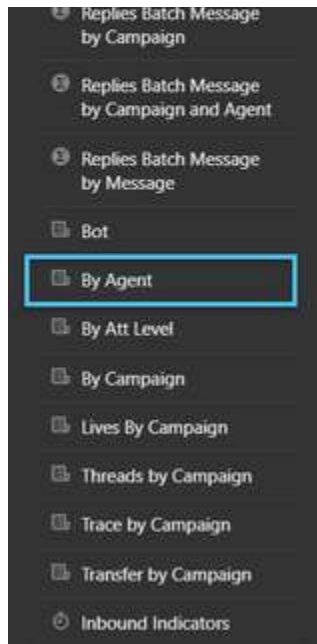 Replies Batch Message
by Campaign
Replies Batch Message
by Campaign and Agent
Replies Batch Message
by Message
Bot
By Agent
By Att Level
By Campaign
Lives By Campaign
Threads by Campaign
Trace by Campaign
Transfer by Campaign
Inbound Indicators